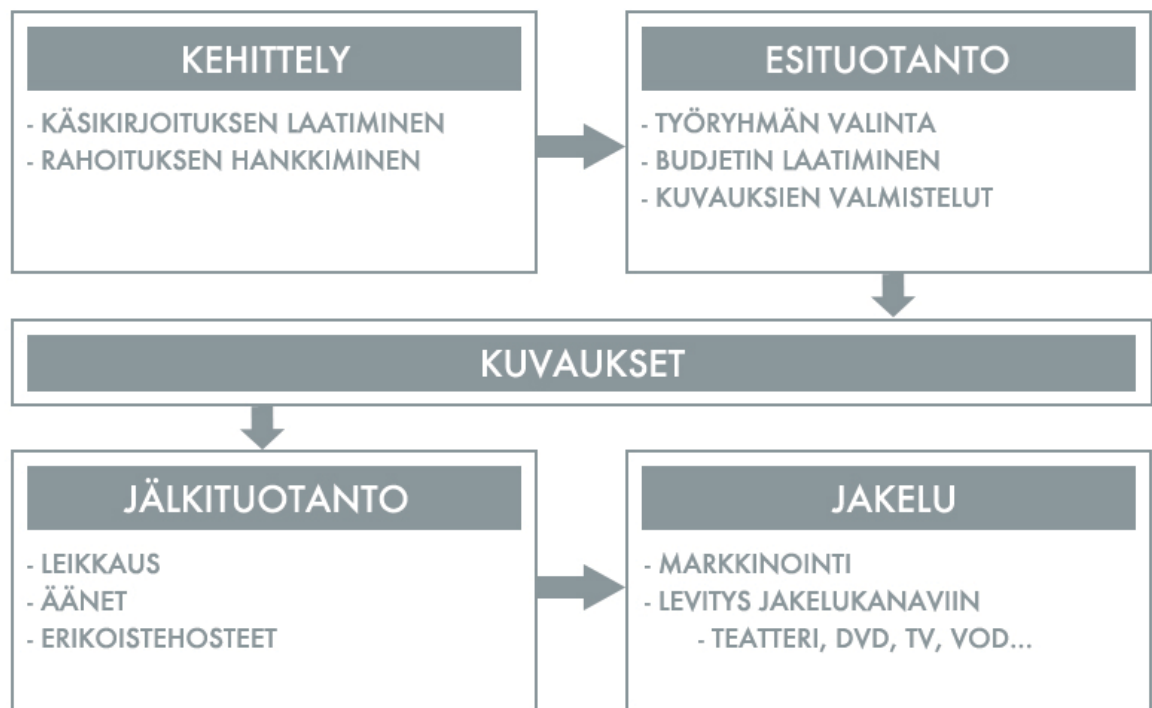 KEHITTELY
- KÄSIKIRJOITUKSEN LAATIMINEN
- RAHOITUKSEN HANKKIMINEN
ESITUOTANTO
- TYÖRYHMÄN VALINTA
- BUDJETIN LAATIMINEN
- KUVAUKSIEN VALMISTELUT
KUVAUKSET
JÄLKITUOTANTO
- LEIKKAUS
- ÄÄNET
- ERIKOISTEHOSTEET
JAKELU
- MARKKINOINTI
- LEVITYS JAKELUKANAVIIN
- TEATTERI, DVD, TV, VOD...